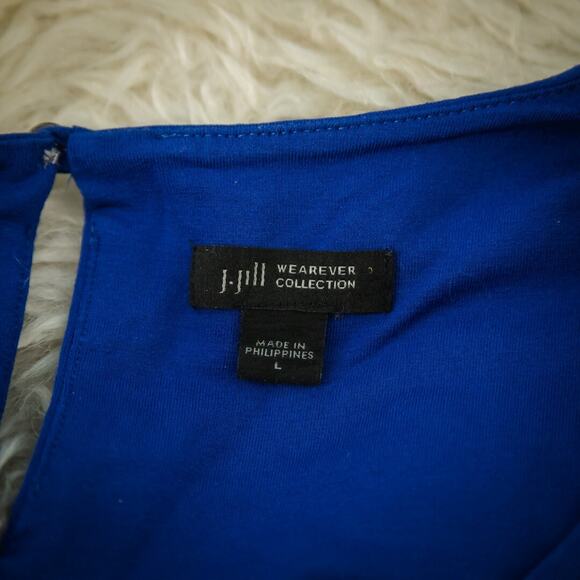 J.Jill WEAREVER
COLLECTION
MADE IN
PHILIPPINES
L